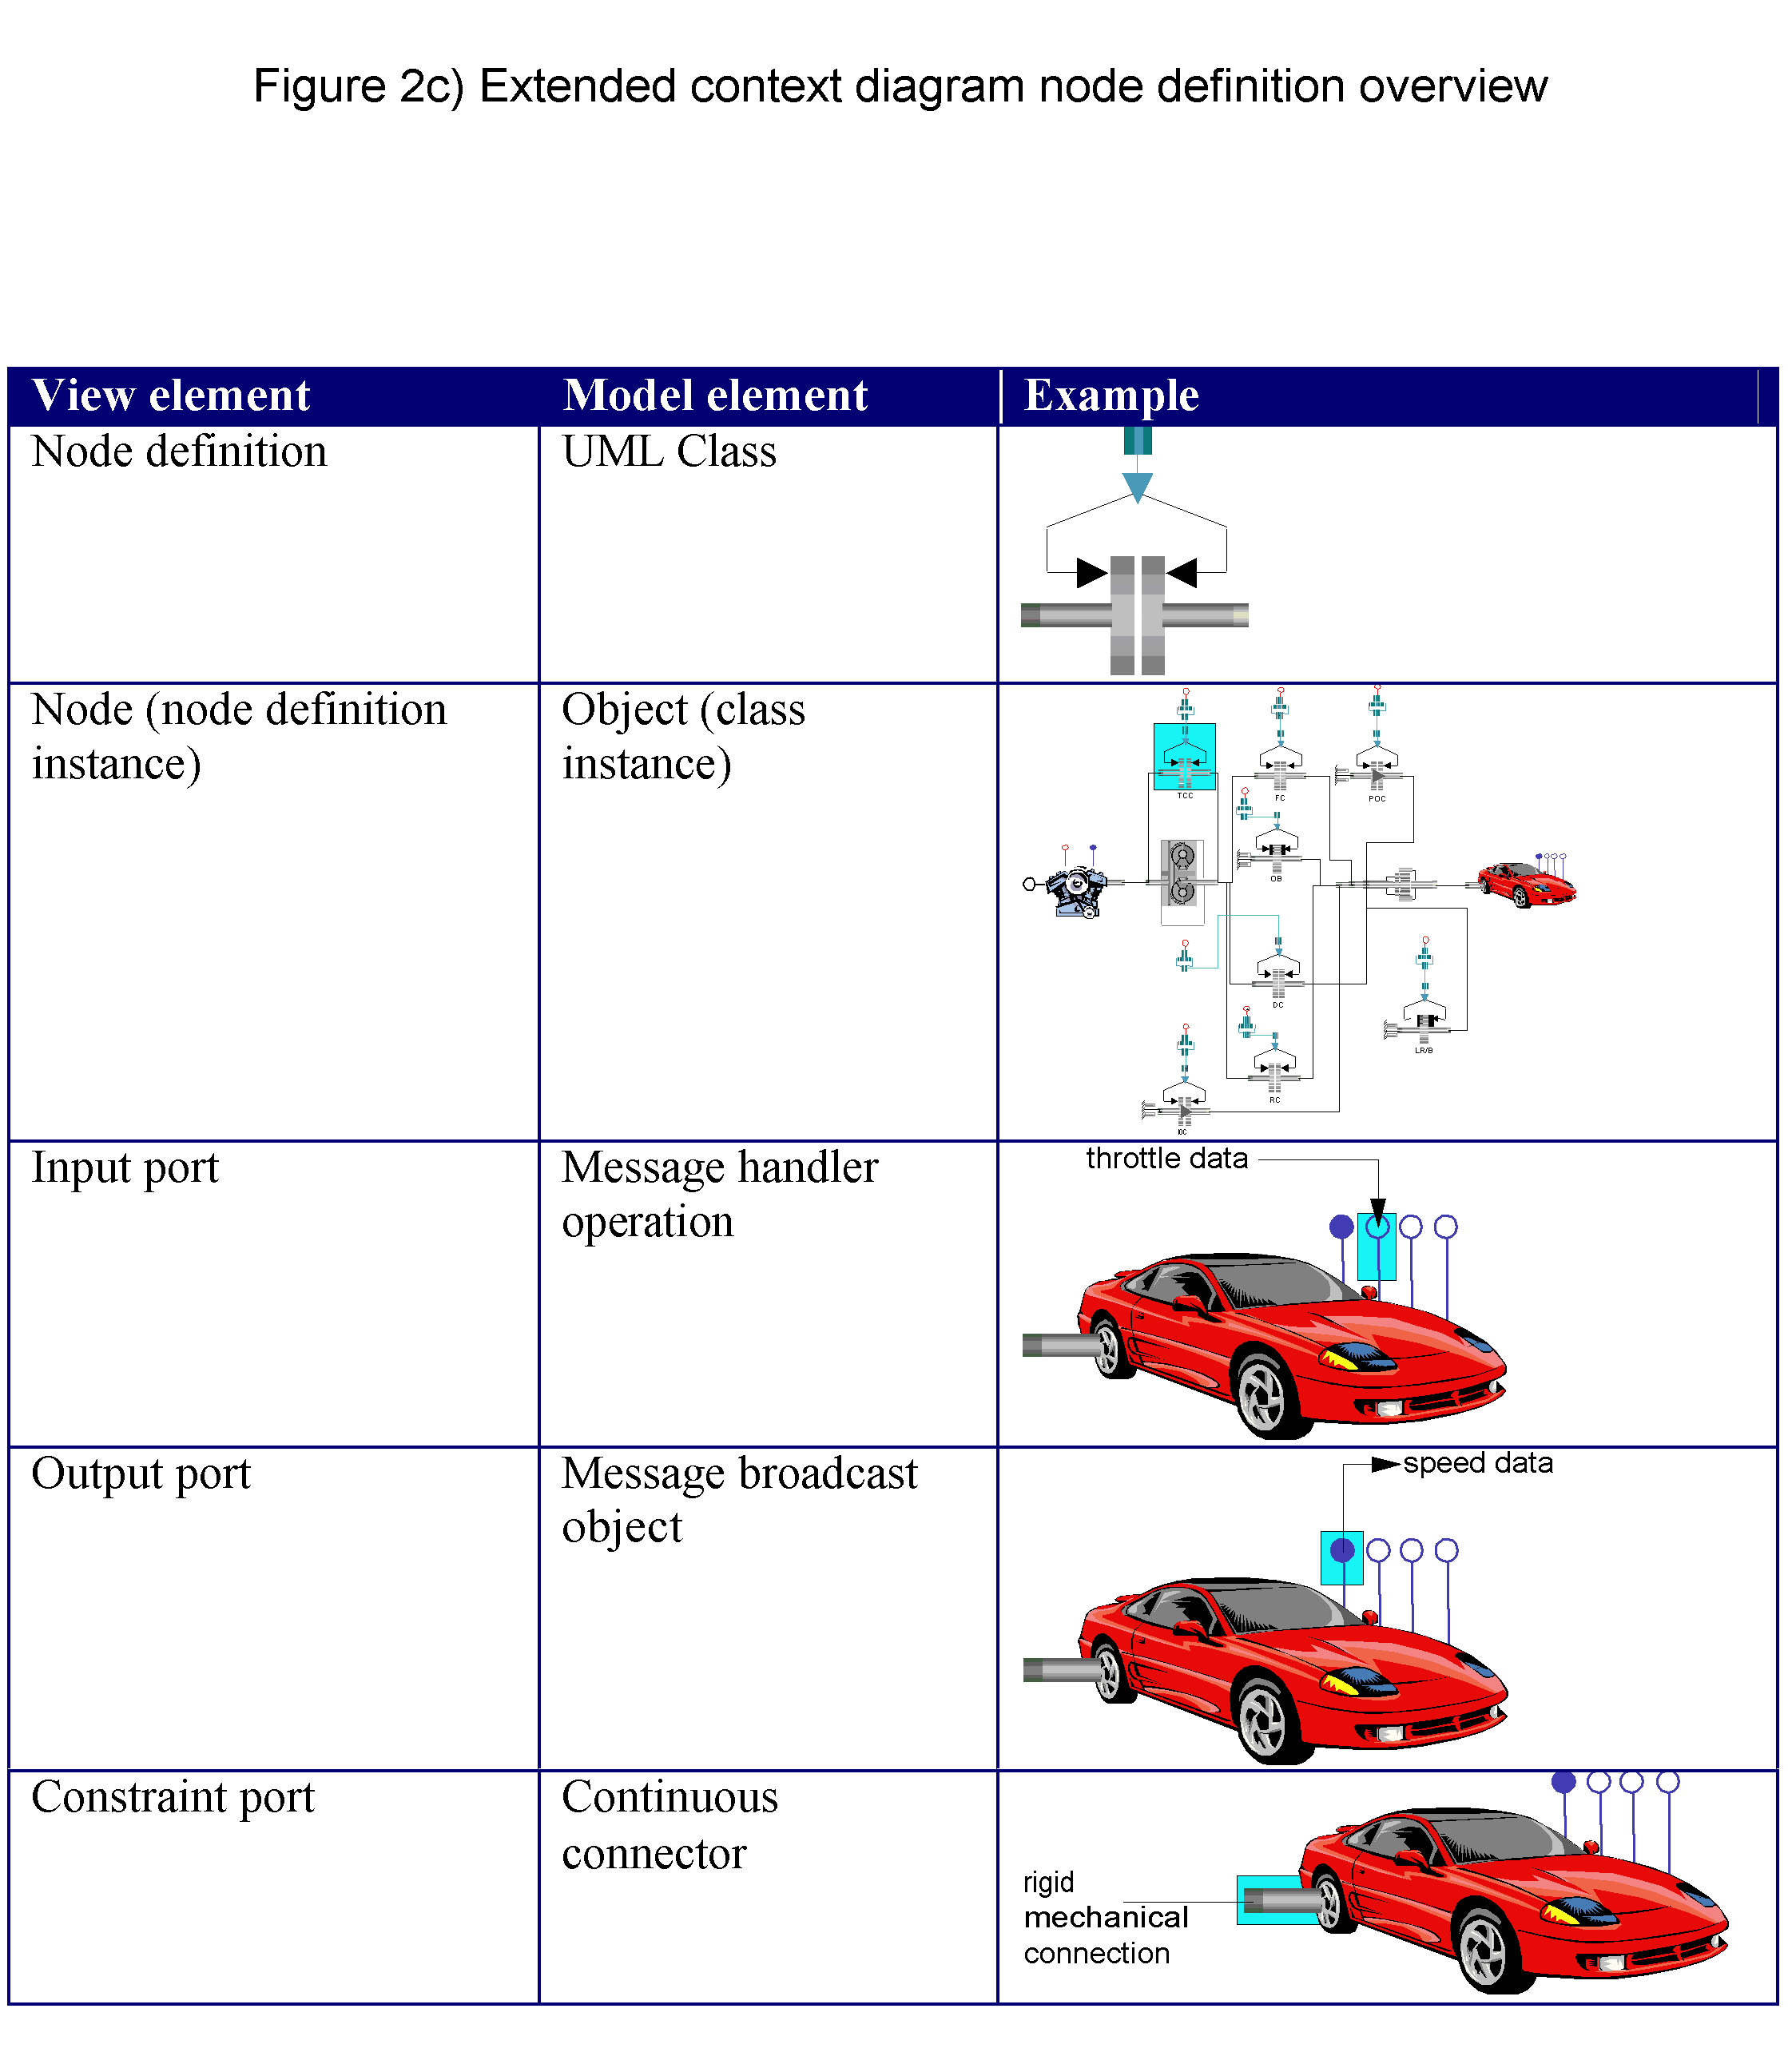 Figure 2c) Extended context diagram node definition overview
View element
Model element
Example
Node definition
UML Class
Node (node definition
instance)
Object (class
instance)
TCC
FC
POC
OB
DC
LR/B
RC
IOC
Input port
Message handler
operation
throttle data
Output port
Message broadcast
object
speed data
Constraint port
Continuous
connector
rigid
mechanical
connection